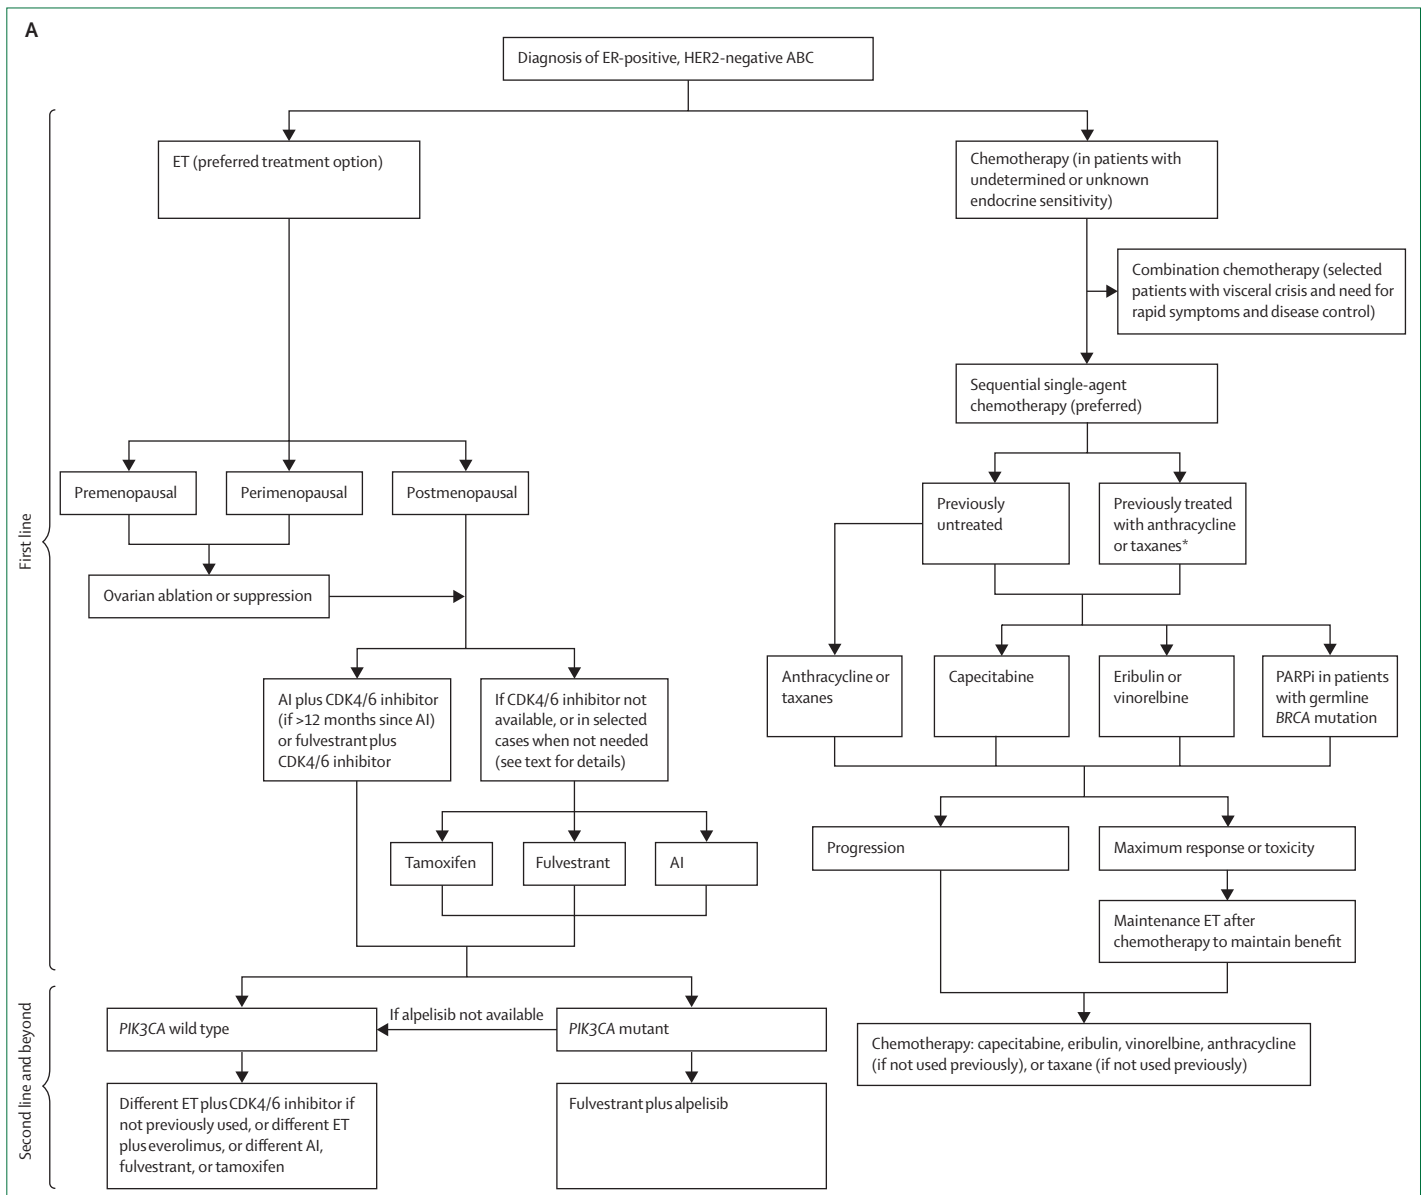 A
Diagnosis of ER-positive, HER2-negative ABC
ET (preferred treatment option)
Chemotherapy (in patients with
undetermined or unknown
endocrine sensitivity)
Combination chemotherapy (selected
patients with visceral crisis and need for
rapid symptoms and disease control)
Sequential single-agent
chemotherapy (preferred)
First line
Premenopausal
Perimenopausal
Postmenopausal
Previously
untreated
Previously treated
with anthracycline
or taxanes*
Ovarian ablation or suppression
AI plus CDK4/6 inhibitor
(if >12 months since AI)
or fulvestrant plus
CDK4/6 inhibitor
If CDK4/6 inhibitor not
available, or in selected
cases when not needed
(see text for details)
Anthracycline or
taxanes
Capecitabine
Eribulin or
vinorelbine
PARPi in patients
with germline
BRCA mutation
Tamoxifen
Fulvestrant
AI
Progression
Maximum response or toxicity
Maintenance ET after
chemotherapy to maintain benefit
Second line and beyond
PIK3CA wild type
If alpelisib not available
PIK3CA mutant
Chemotherapy: capecitabine, eribulin, vinorelbine, anthracycline
(if not used previously), or taxane (if not used previously)
Different ET plus CDK4/6 inhibitor if
not previously used, or different ET
plus everolimus, or different AI,
fulvestrant, or tamoxifen
Fulvestrant plus alpelisib